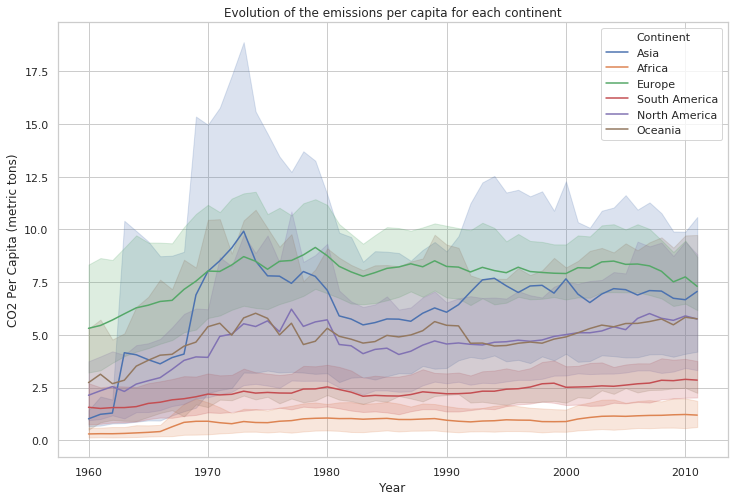 Evolution of the emissions per capita for each continent
Continent
Asia
Africa
Europe
South America
North America
Oceania
CO2 Per Capita (metric tons)
17.5
15.0
12.5
10.0
7.5
5.0
2.5
0.0
1960 1970 1980 1990 2000 2010
Year